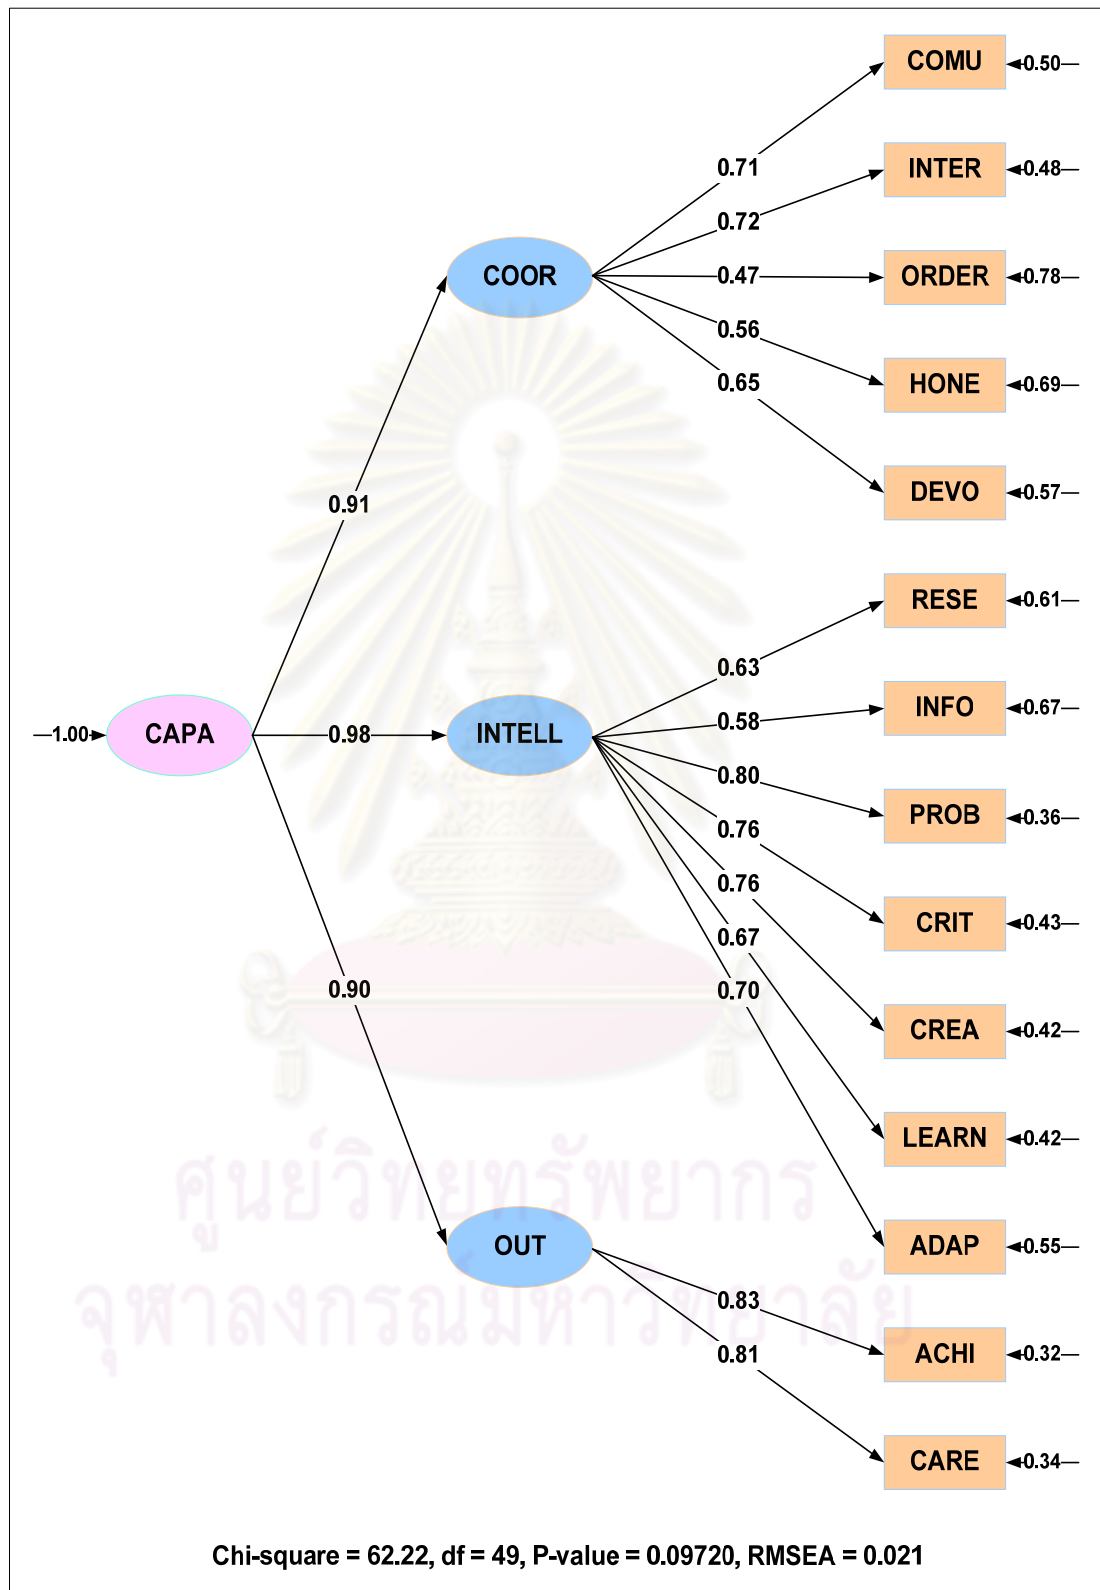 COMU
0.50
0.71
INTER
0.48
0.72
COOR
0.47
ORDER
0.78
0.56
HONE
0.69
0.65
DEVO
0.57
0.91
RESE
0.61
0.63
INFO
0.67
0.58
1.00
CAPA
0.98
INTELL
0.80
PROB
0.36
0.76
CRIT
0.43
0.76
0.67
0.70
0.90
CREA
0.42
LEARN
0.42
ศูนย์วิทยทรัพยากร
OUT
ADAP
0.55
จุฬาลงกรณ์มหาวิทยาลัย
0.83
ACHI
0.32
0.81
CARE
0.34
Chi-square = 62.22, df = 49, P-value = 0.09720, RMSEA = 0.021